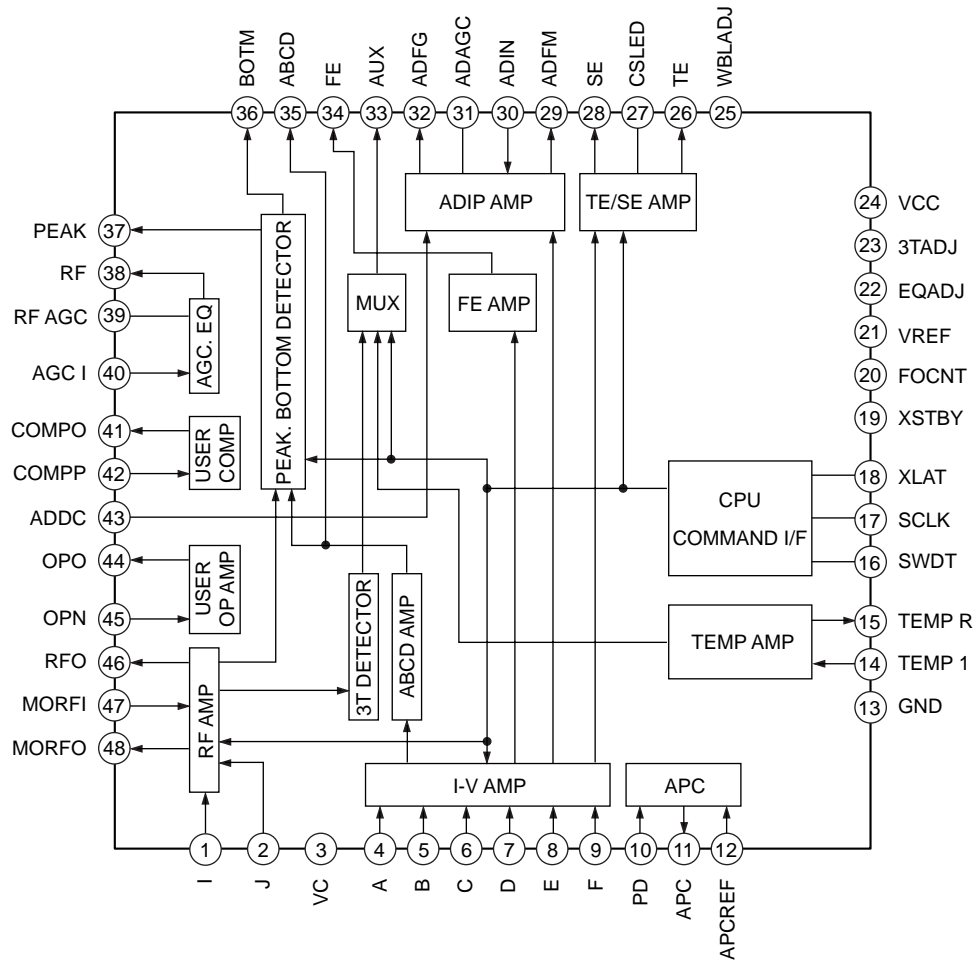 BOTM
ABCD
FE
AUX
ADFG
ADAGC
ADIN
ADFM
SE
CSLED
TE
WBLADJ
36
35
34
33
32
31
30
29
28
27
26
25
ADIP AMP
TE/SE AMP
24
VCC
PEAK
37
23
3TADJ
RF
38
22
EQADJ
RF AGC
39
AGC. EQ
PEAK. BOTTOM DETECTOR
MUX
FE AMP
21
VREF
AGC I
40
20
FOCNT
COMPO
41
USER
COMP
19
XSTBY
COMPP
42
CPU
COMMAND I/F
18
XLAT
ADDC
43
17
SCLK
OPO
44
USER
OP AMP
16
SWDT
OPN
45
3T DETECTOR
ABCD AMP
TEMP AMP
15
TEMP R
RFO
46
14
TEMP 1
MORFI
47
RF AMP
13
GND
MORFO
48
I-V AMP
APC
1
2
3
4
5
6
7
8
9
10
11
12
I
J
VC
A
B
C
D
E
F
PD
APC
APCREF